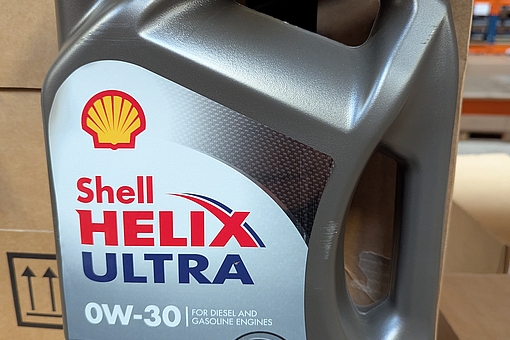 Shell
HELIX
ULTRA
0W-30
FOR DIESEL AND
GASOLINE ENGINES